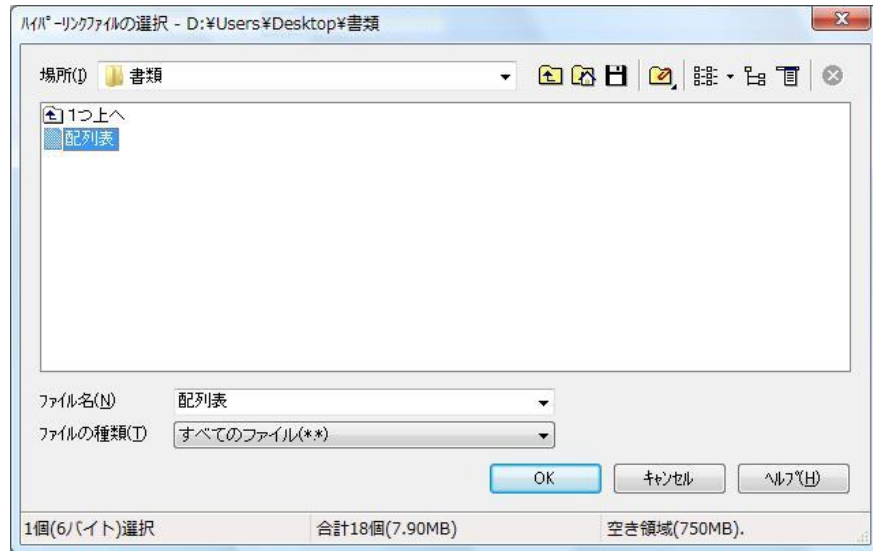 ﾊｲﾊﾟｰﾘﾝｸﾌｧｲﾙの選択 - D:¥Users¥Desktop¥書類
場所(I) 書類
1つ上へ
配列表
ﾌｧｲﾙ名(N) 配列表
ﾌｧｲﾙの種類(T) すべてのファイル(*.*)
OK ｷｬﾝｾﾙ ﾍﾙﾌﾟ(H)
1個(6バイト)選択 合計18個(7.90MB) 空き領域(750MB).